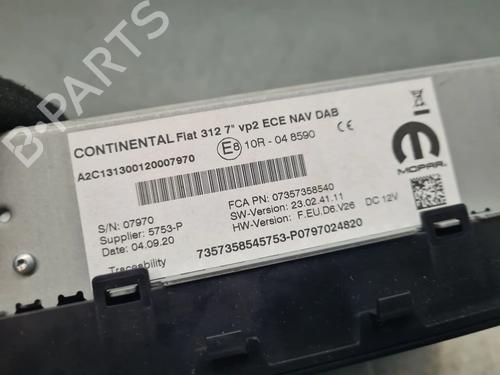 CONTINENTAL Fiat 312 7" vp2 ECE NAV DAB
A2C131300120007970
E8 10R - 04 8590
CE
MOPAR
S/N: 07970
Supplier: 5753-P
Date: 04.09.20
FCA PN: 07357358540
SW-Version: 23.02.41.11
HW-Version: F.EU.D6.V26
DC 12V
Traceability
7357358545753-P0797024820
B-PARTS